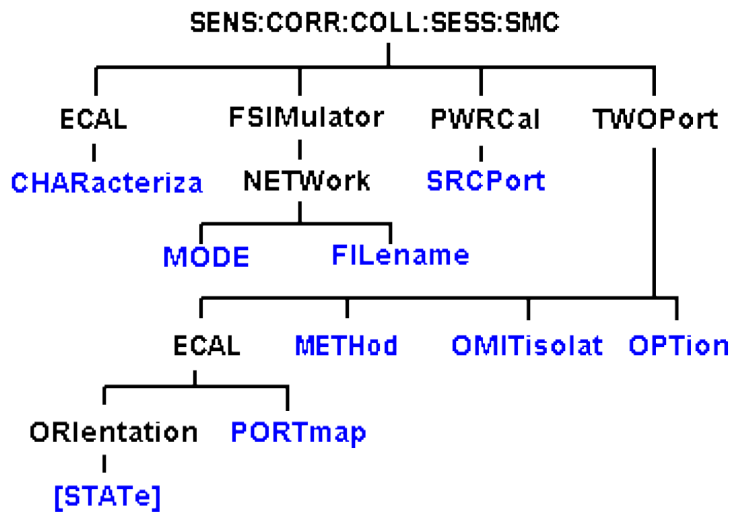 SENS:CORR:COLL:SESS:SMC
ECAL FSIMulator PWRCal TWOPort
CHARacteriza NETWork SRCPort
MODE FILename
ECAL METHod OMITisolat OPTion
ORIentation PORTmap
[STATe]